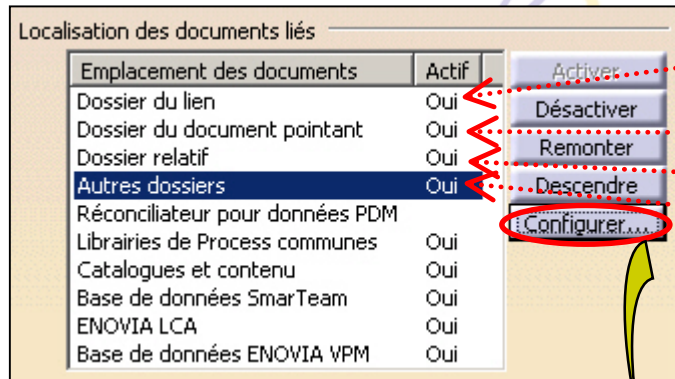 Localisation des documents liés
Emplacement des documents Actif
Dossier du lien Oui
Dossier du document pointant Oui
Dossier relatif Oui
Autres dossiers Oui
Réconciliateur pour données PDM
Librairies de Process communes Oui
Catalogues et contenu Oui
Base de données SmarTeam Oui
ENOVIA LCA Oui
Base de données ENOVIA VPM Oui
Activer
Désactiver
Remonter
Descendre
Configurer...